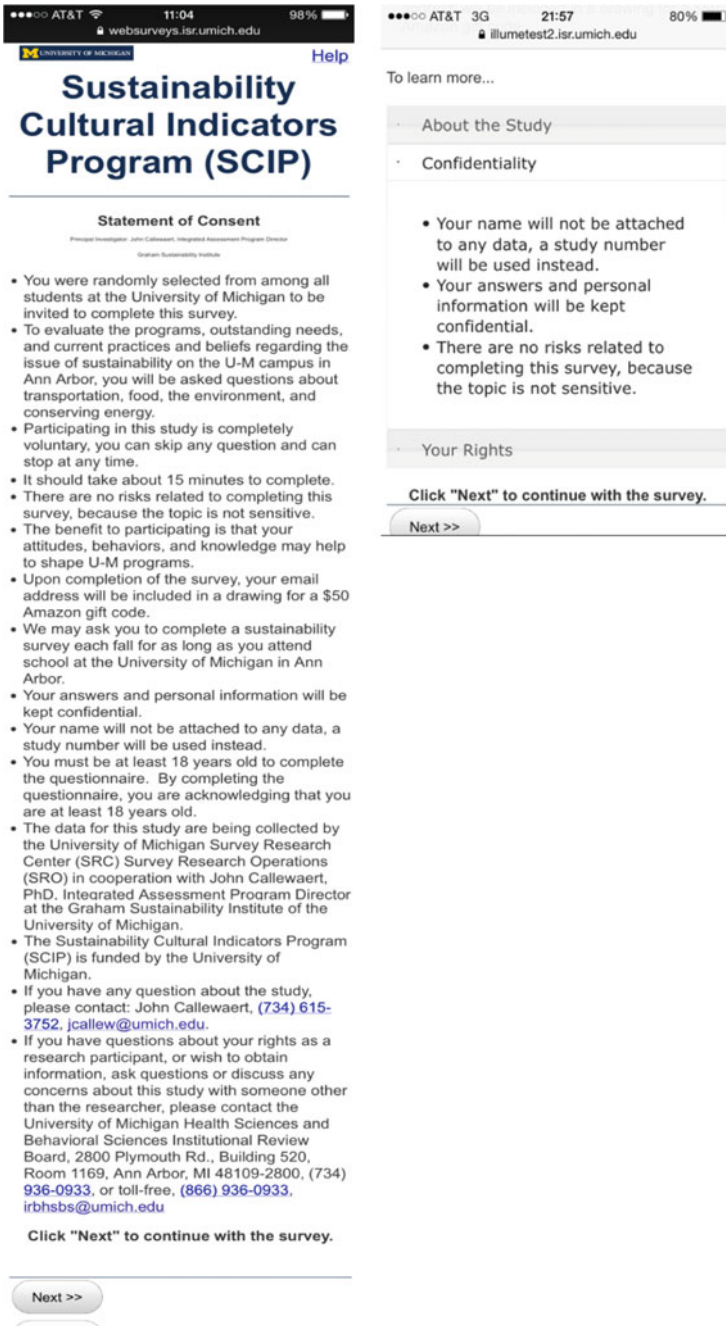 ●●●○○ AT&T 11:04 98%
websurveys.isr.umich.edu
M UNIVERSITY OF MICHIGAN Help
Sustainability
Cultural Indicators
Program (SCIP)
Statement of Consent
Principal Investigator: John Callewaert, Integrated Assessment Program Director
Graham Sustainability Institute
• You were randomly selected from among all
students at the University of Michigan to be
invited to complete this survey.
• To evaluate the programs, outstanding needs,
and current practices and beliefs regarding the
issue of sustainability on the U-M campus in
Ann Arbor, you will be asked questions about
transportation, food, the environment, and
conserving energy.
• Participating in this study is completely
voluntary, you can skip any question and can
stop at any time.
• It should take about 15 minutes to complete.
• There are no risks related to completing this
survey, because the topic is not sensitive.
• The benefit to participating is that your
attitudes, behaviors, and knowledge may help
to shape U-M programs.
• Upon completion of the survey, your email
address will be included in a drawing for a $50
Amazon gift code.
• We may ask you to complete a sustainability
survey each fall for as long as you attend
school at the University of Michigan in Ann
Arbor.
• Your answers and personal information will be
kept confidential.
• Your name will not be attached to any data, a
study number will be used instead.
• You must be at least 18 years old to complete
the questionnaire. By completing the
questionnaire, you are acknowledging that you
are at least 18 years old.
• The data for this study are being collected by
the University of Michigan Survey Research
Center (SRC) Survey Research Operations
(SRO) in cooperation with John Callewaert,
PhD, Integrated Assessment Program Director
at the Graham Sustainability Institute of the
University of Michigan.
• The Sustainability Cultural Indicators Program
(SCIP) is funded by the University of
Michigan.
• If you have any question about the study,
please contact: John Callewaert, (734) 615-
3752, jcallew@umich.edu.
• If you have questions about your rights as a
research participant, or wish to obtain
information, ask questions or discuss any
concerns about this study with someone other
than the researcher, please contact the
University of Michigan Health Sciences and
Behavioral Sciences Institutional Review
Board, 2800 Plymouth Rd., Building 520,
Room 1169, Ann Arbor, MI 48109-2800, (734)
936-0933, or toll-free, (866) 936-0933,
irbhsbs@umich.edu
Click "Next" to continue with the survey.
Next >>
●●●○○ AT&T 3G 21:57 80%
illumetest2.isr.umich.edu
To learn more...
About the Study
Confidentiality
• Your name will not be attached
to any data, a study number
will be used instead.
• Your answers and personal
information will be kept
confidential.
• There are no risks related to
completing this survey, because
the topic is not sensitive.
Your Rights
Click "Next" to continue with the survey.
Next >>